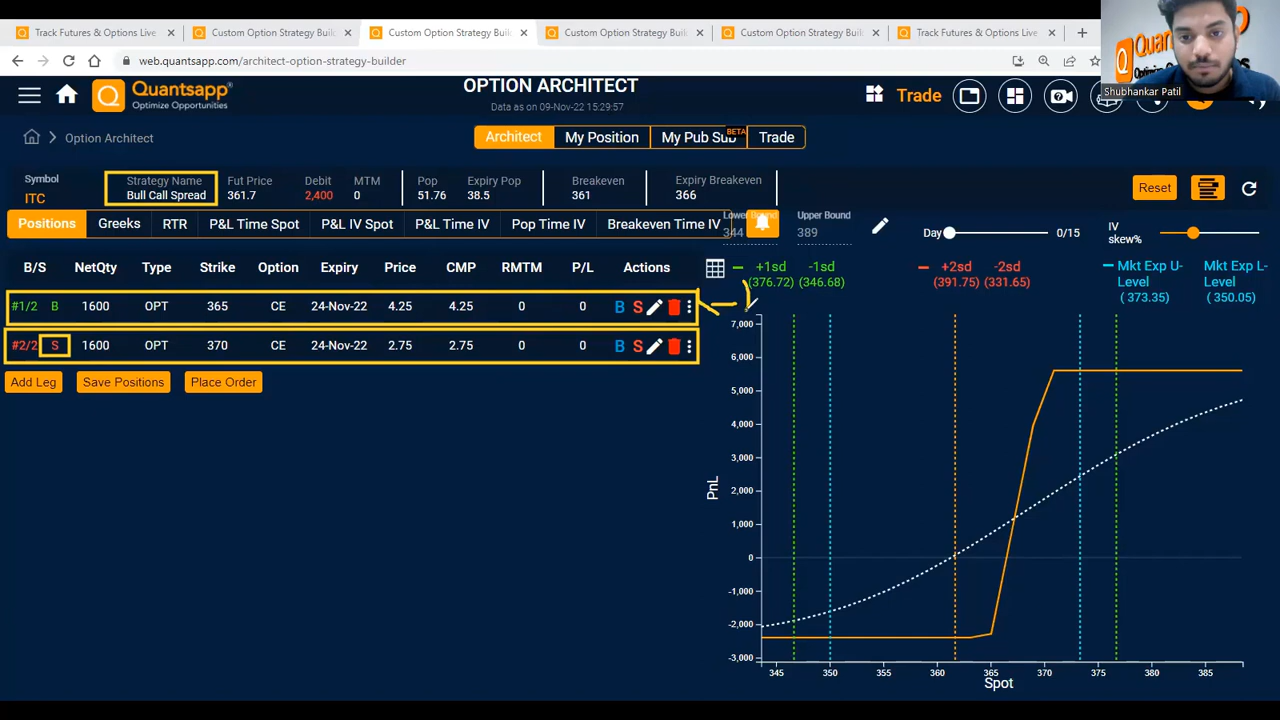 Track Futures & Options Live
Custom Option Strategy Buil
Custom Option Strategy Buil
Custom Option Strategy Buil
Custom Option Strategy Buil
Track Futures & Options Live
web.quantsapp.com/architect-option-strategy-builder
Shubhankar Patil
Quantsapp
Optimize Opportunities
OPTION ARCHITECT
Data as on 09-Nov-22 15:29:57
Trade
Option Architect
Architect
My Position
My Pub Sub
BETA
Trade
Symbol
ITC
Strategy Name
Bull Call Spread
Fut Price
361.7
Debit
2,400
MTM
0
Pop
51.76
Expiry Pop
38.5
Breakeven
361
Expiry Breakeven
366
Reset
Positions Greeks RTR P&L Time Spot P&L IV Spot P&L Time IV Pop Time IV Breakeven Time IV
Lower Bound
344
Upper Bound
389
Day 0/15
IV skew%
B/S NetQty Type Strike Option Expiry Price CMP RMTM P/L Actions
#1/2 B 1600 OPT 365 CE 24-Nov-22 4.25 4.25 0 0 B S
#2/2 S 1600 OPT 370 CE 24-Nov-22 2.75 2.75 0 0 B S
Add Leg Save Positions Place Order
+1sd -1sd
(376.72) (346.68)
+2sd -2sd
(391.75) (331.65)
Mkt Exp U-Level
(373.35)
Mkt Exp L-Level
(350.05)
7,000
6,000
5,000
4,000
3,000
2,000
1,000
0
-1,000
-2,000
-3,000
PnL
345 350 355 360 365 370 375 380 385
Spot